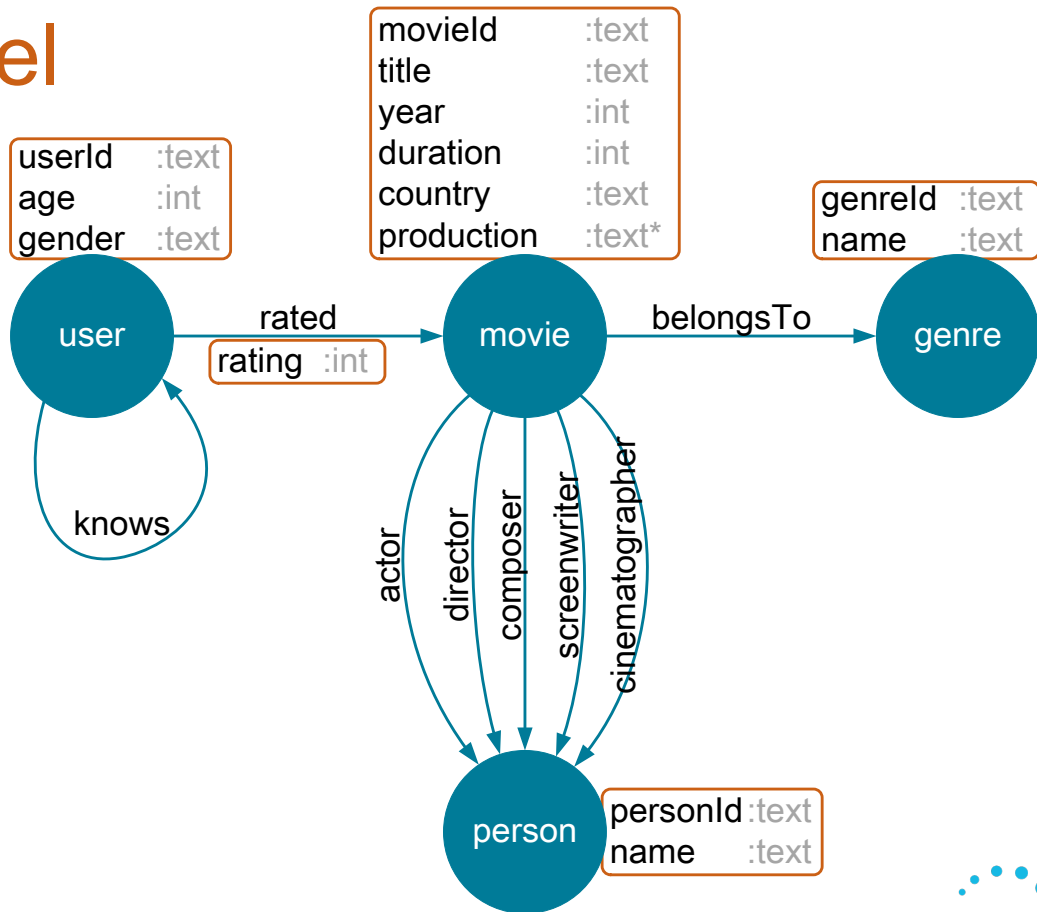 el
movieId :text
title :text
year :int
duration :int
country :text
production :text*
userId :text
age :int
gender :text
genreId :text
name :text
user
rated
rating :int
movie
belongsTo
genre
knows
actor
director
composer
screenwriter
cinematographer
person
personId :text
name :text